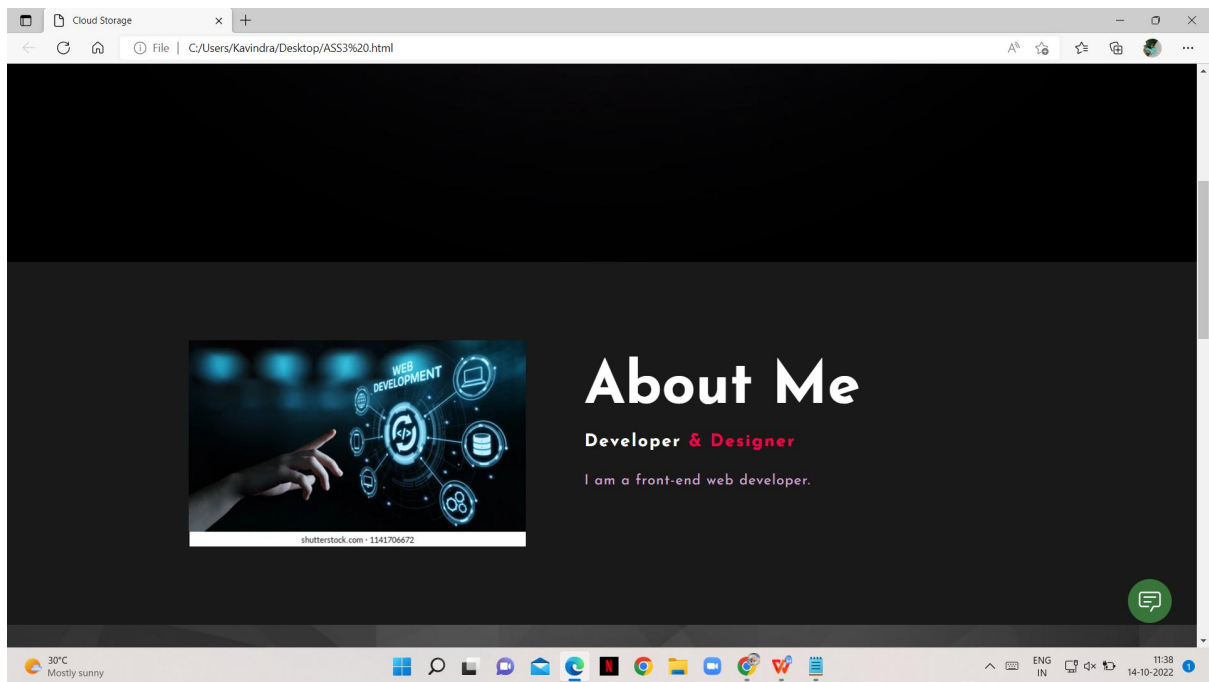 Cloud Storage
File | C:/Users/Kavindra/Desktop/ASS3%20.html
WEB
DEVELOPMENT
</>
shutterstock.com · 1141706672
About Me
Developer & Designer
I am a front-end web developer.
30°C
Mostly sunny
N
W
ENG
IN
11:38
14-10-2022
1